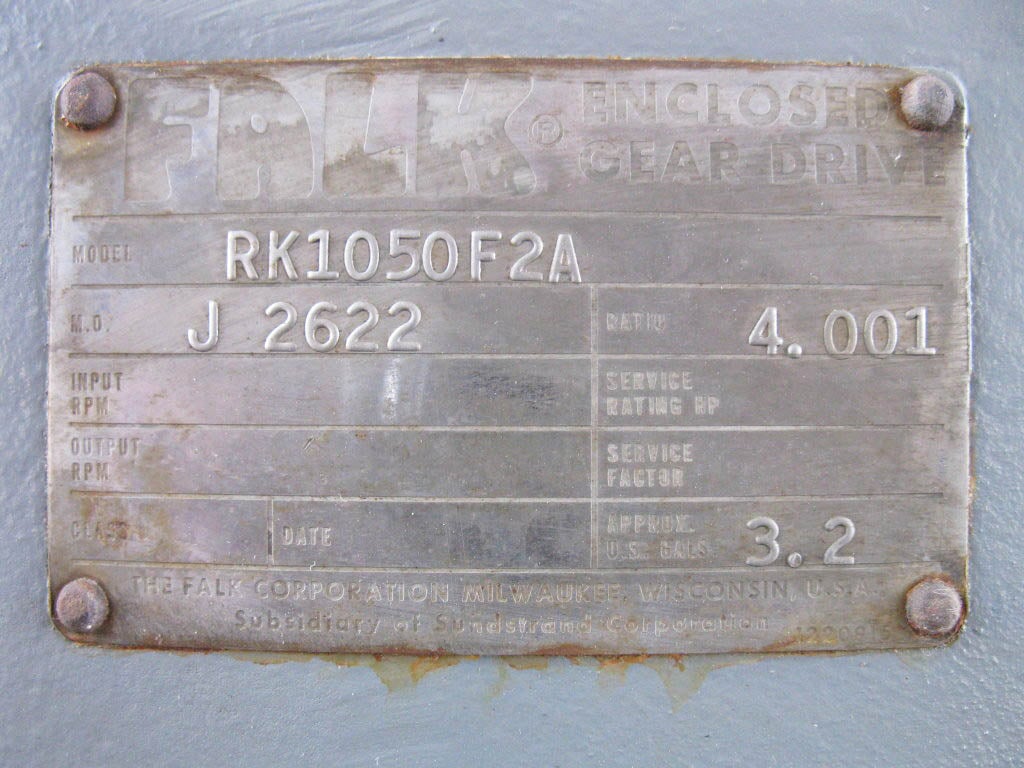 FALK® ENCLOSED
GEAR DRIVE
MODEL RK1050F2A
M.O. J 2622 RATIO 4.001
INPUT RPM SERVICE RATING HP
OUTPUT RPM SERVICE FACTOR
CLASS DATE APPROX. U.S. GALS. 3.2
THE FALK CORPORATION MILWAUKEE, WISCONSIN, U.S.A.
Subsidiary of Sundstrand Corporation